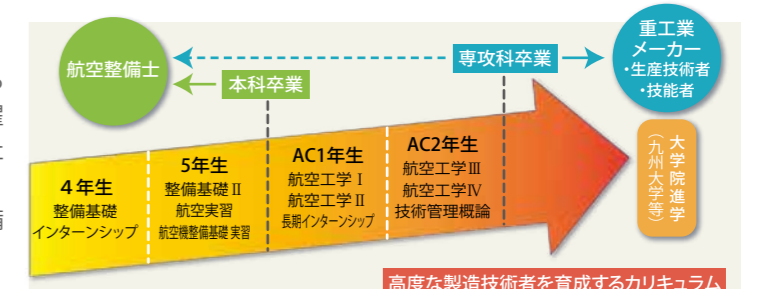 航空整備士
専攻科卒業
本科卒業
重工業
メーカー
・生産技術者
・技能者
4年生
整備基礎
インターンシップ
5年生
整備基礎Ⅱ
航空実習
航空機整備基礎実習
AC1年生
航空工学Ⅰ
航空工学Ⅱ
長期インターンシップ
AC2年生
航空工学Ⅲ
航空工学Ⅳ
技術管理概論
大学院進学
（九州大学等）
高度な製造技術者を育成するカリキュラム